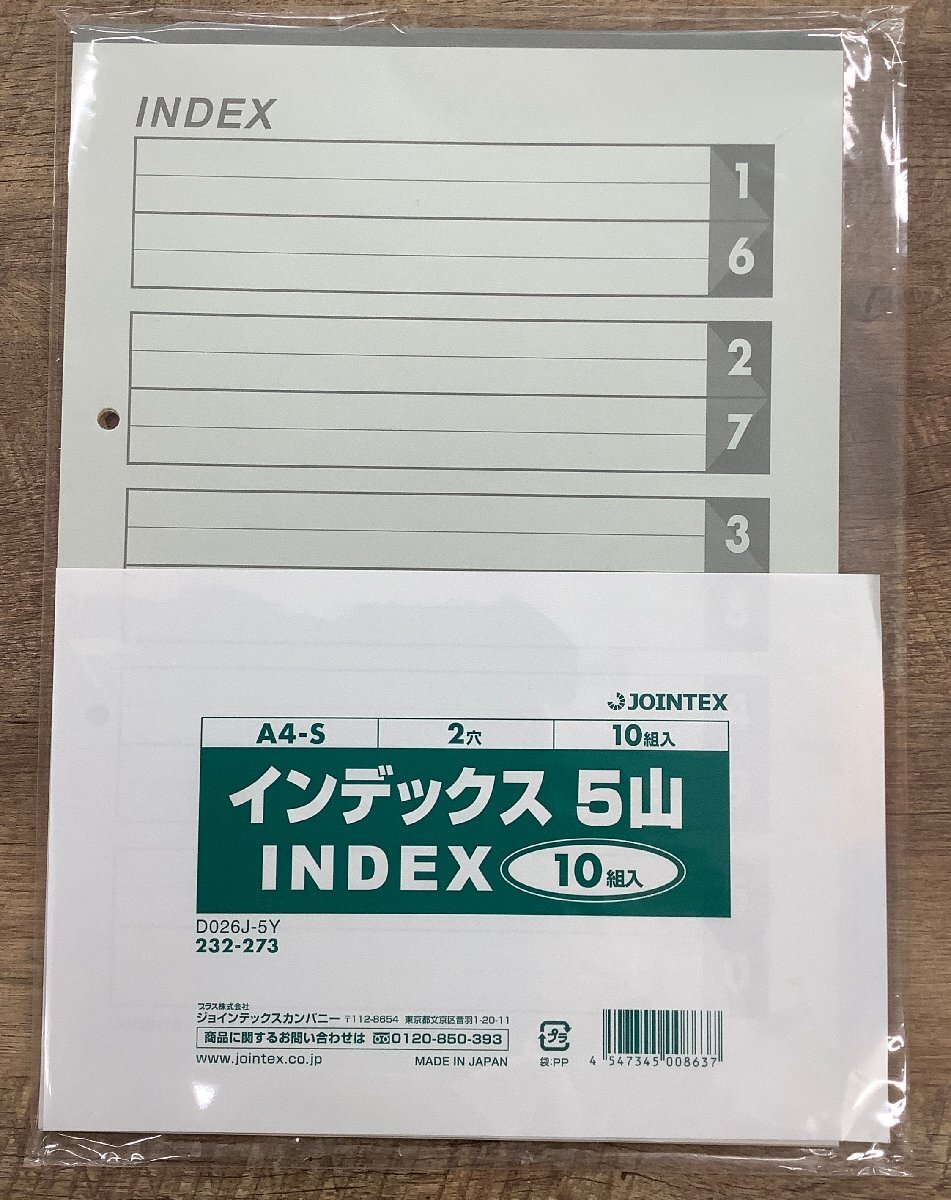 INDEX
1
6
2
7
3
JOINTEX
A4-S 2穴 10組入
インデックス 5山
INDEX 10組入
D026J-5Y
232-273
プラス株式会社
ジョインテックスカンパニー 〒112-8654 東京都文京区音羽1-20-11
商品に関するお問い合わせは 0120-850-393
www.jointex.co.jp MADE IN JAPAN
プラ
袋:PP
4 547345 008637